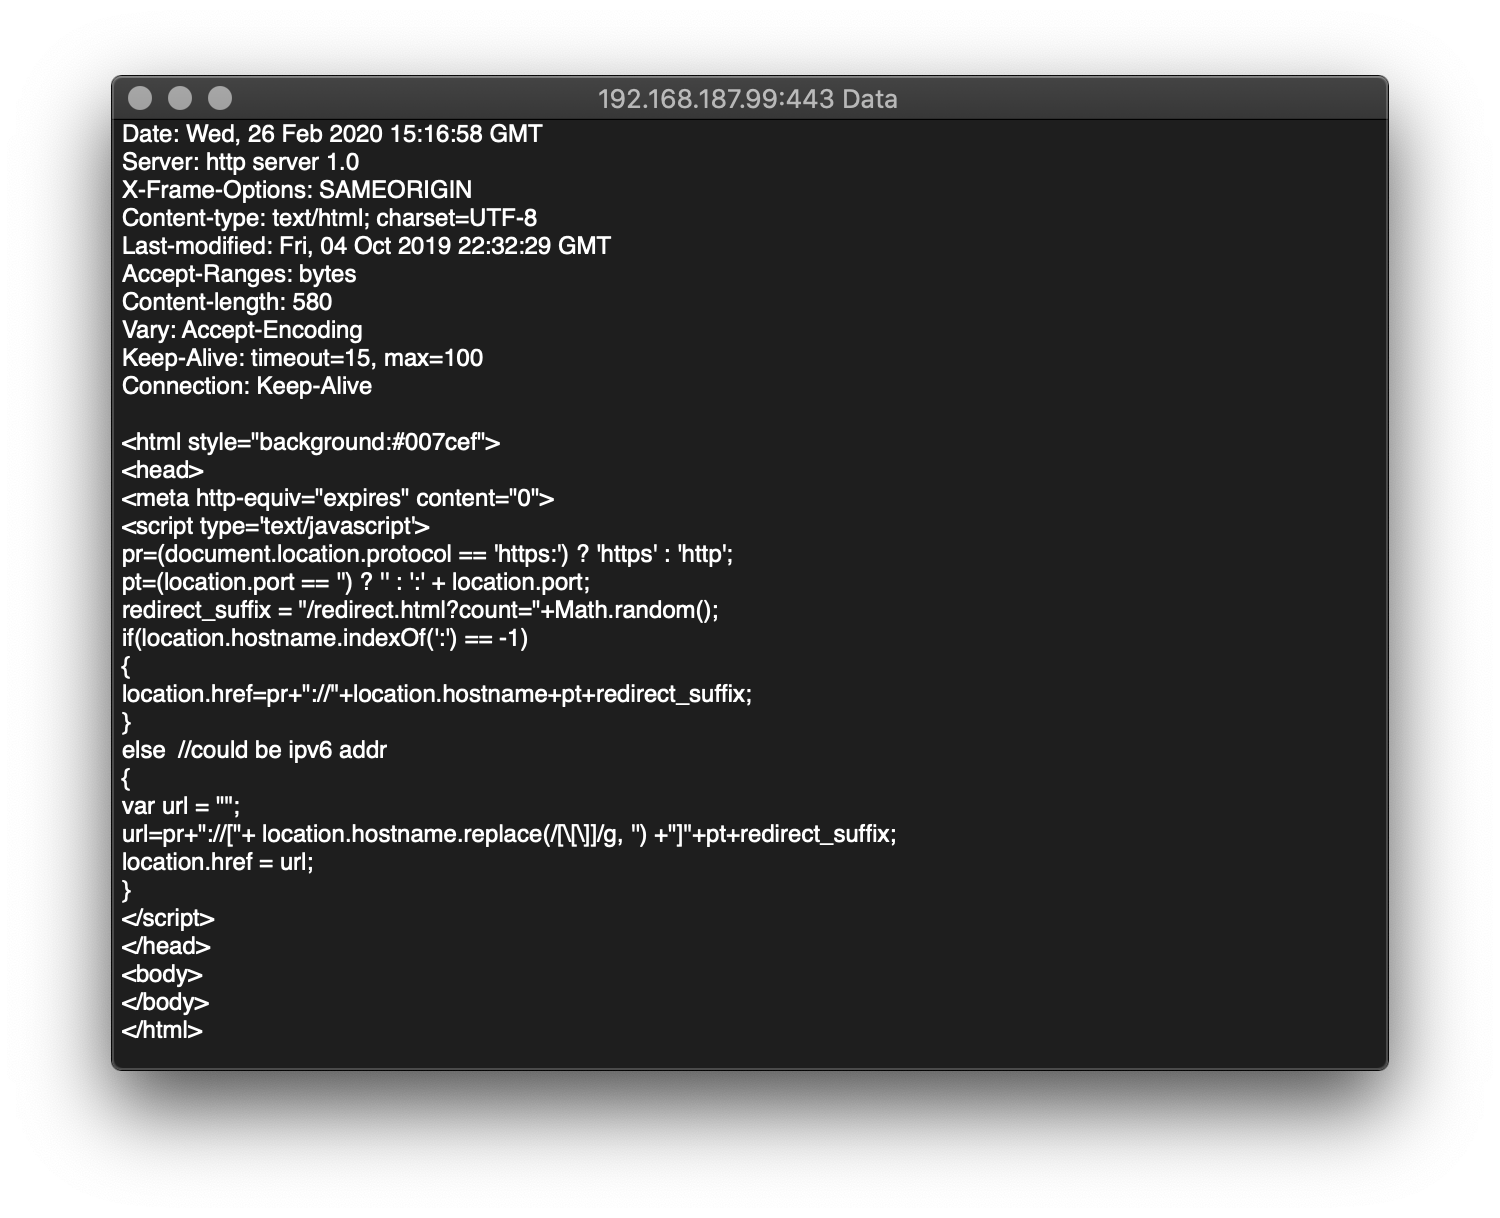 192.168.187.99:443 Data
Date: Wed, 26 Feb 2020 15:16:58 GMT
Server: http server 1.0
X-Frame-Options: SAMEORIGIN
Content-type: text/html; charset=UTF-8
Last-modified: Fri, 04 Oct 2019 22:32:29 GMT
Accept-Ranges: bytes
Content-length: 580
Vary: Accept-Encoding
Keep-Alive: timeout=15, max=100
Connection: Keep-Alive

<html style="background:#007cef">
<head>
<meta http-equiv="expires" content="0">
<script type='text/javascript'>
pr=(document.location.protocol == 'https:') ? 'https' : 'http';
pt=(location.port == '') ? '' : ':' + location.port;
redirect_suffix = "/redirect.html?count="+Math.random();
if(location.hostname.indexOf(':') == -1)
{
location.href=pr+"://"+location.hostname+pt+redirect_suffix;
}
else  //could be ipv6 addr
{
var url = "";
url=pr+"://["+ location.hostname.replace(/[\[\]]/g, '') +"]"+pt+redirect_suffix;
location.href = url;
}
</script>
</head>
<body>
</body>
</html>